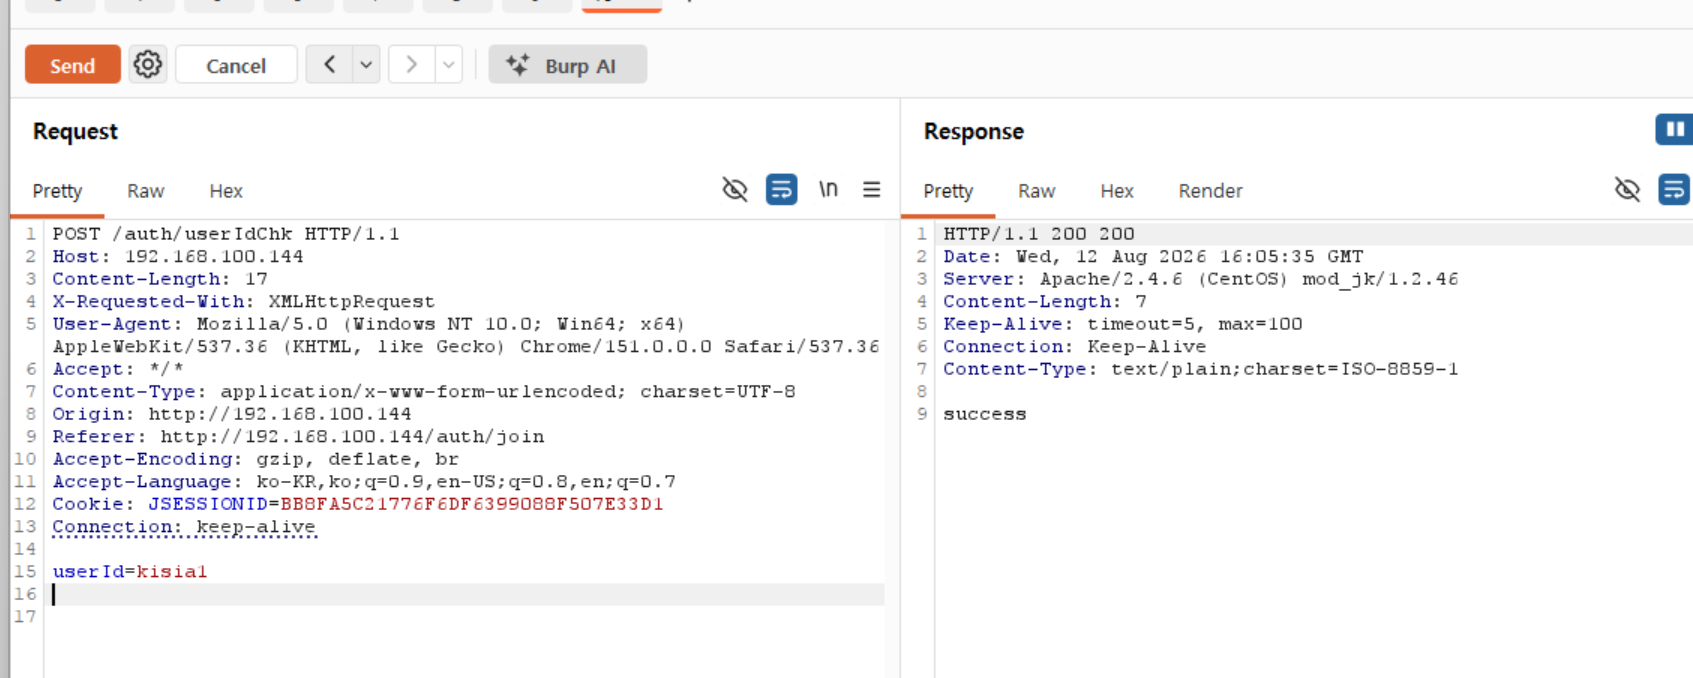 Send Cancel Burp AI
Request
Pretty Raw Hex \n
1 POST /auth/userIdChk HTTP/1.1
2 Host: 192.168.100.144
3 Content-Length: 17
4 X-Requested-With: XMLHttpRequest
5 User-Agent: Mozilla/5.0 (Windows NT 10.0; Win64; x64)
AppleWebKit/537.36 (KHTML, like Gecko) Chrome/151.0.0.0 Safari/537.36
6 Accept: */*
7 Content-Type: application/x-www-form-urlencoded; charset=UTF-8
8 Origin: http://192.168.100.144
9 Referer: http://192.168.100.144/auth/join
10 Accept-Encoding: gzip, deflate, br
11 Accept-Language: ko-KR,ko;q=0.9,en-US;q=0.8,en;q=0.7
12 Cookie: JSESSIONID=BB8FA5C21776F6DF6399088F507E33D1
13 Connection: keep-alive
14
15 userId=kisia1
16
17
Response
Pretty Raw Hex Render
1 HTTP/1.1 200 200
2 Date: Wed, 12 Aug 2026 16:05:35 GMT
3 Server: Apache/2.4.6 (CentOS) mod_jk/1.2.46
4 Content-Length: 7
5 Keep-Alive: timeout=5, max=100
6 Connection: Keep-Alive
7 Content-Type: text/plain;charset=ISO-8859-1
8
9 success